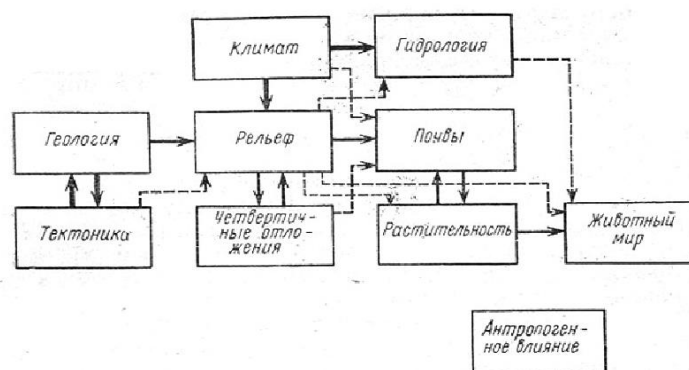 Климат
Гидрология
Геология
Рельеф
Почвы
Тектоника
Четвертич-
ные отло-
жения
Растительность
Животный
мир
Антропоген-
ное влияние